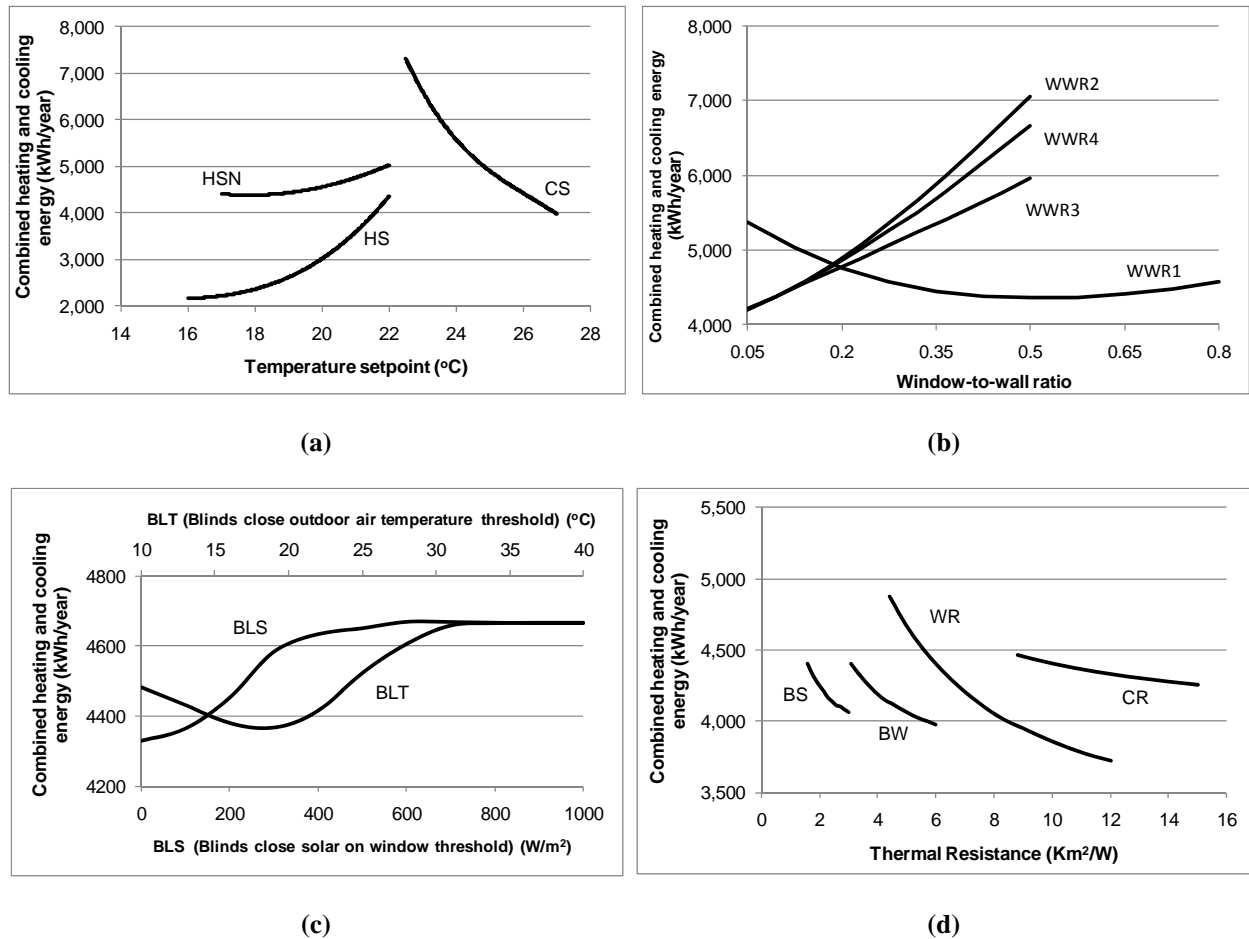 Combined heating and cooling
energy (kWh/year)
8,000
7,000
6,000
5,000
4,000
3,000
2,000
HSN
HS
CS
14 16 18 20 22 24 26 28
Temperature setpoint (°C)
(a)
Combined heating and cooling energy
(kWh/year)
8,000
7,000
6,000
5,000
4,000
WWR2
WWR4
WWR3
WWR1
0.05 0.2 0.35 0.5 0.65 0.8
Window-to-wall ratio
(b)
BLT (Blinds close outdoor air temperature threshold) (°C)
10 15 20 25 30 35 40
Combined heating and cooling
energy (kWh/year)
4800
4600
4400
4200
BLS
BLT
0 200 400 600 800 1000
BLS (Blinds close solar on window threshold) (W/m²)
(c)
Combined heating and cooling
energy (kWh/year)
5,500
5,000
4,500
4,000
3,500
WR
BS
BW
CR
0 2 4 6 8 10 12 14 16
Thermal Resistance (Km²/W)
(d)